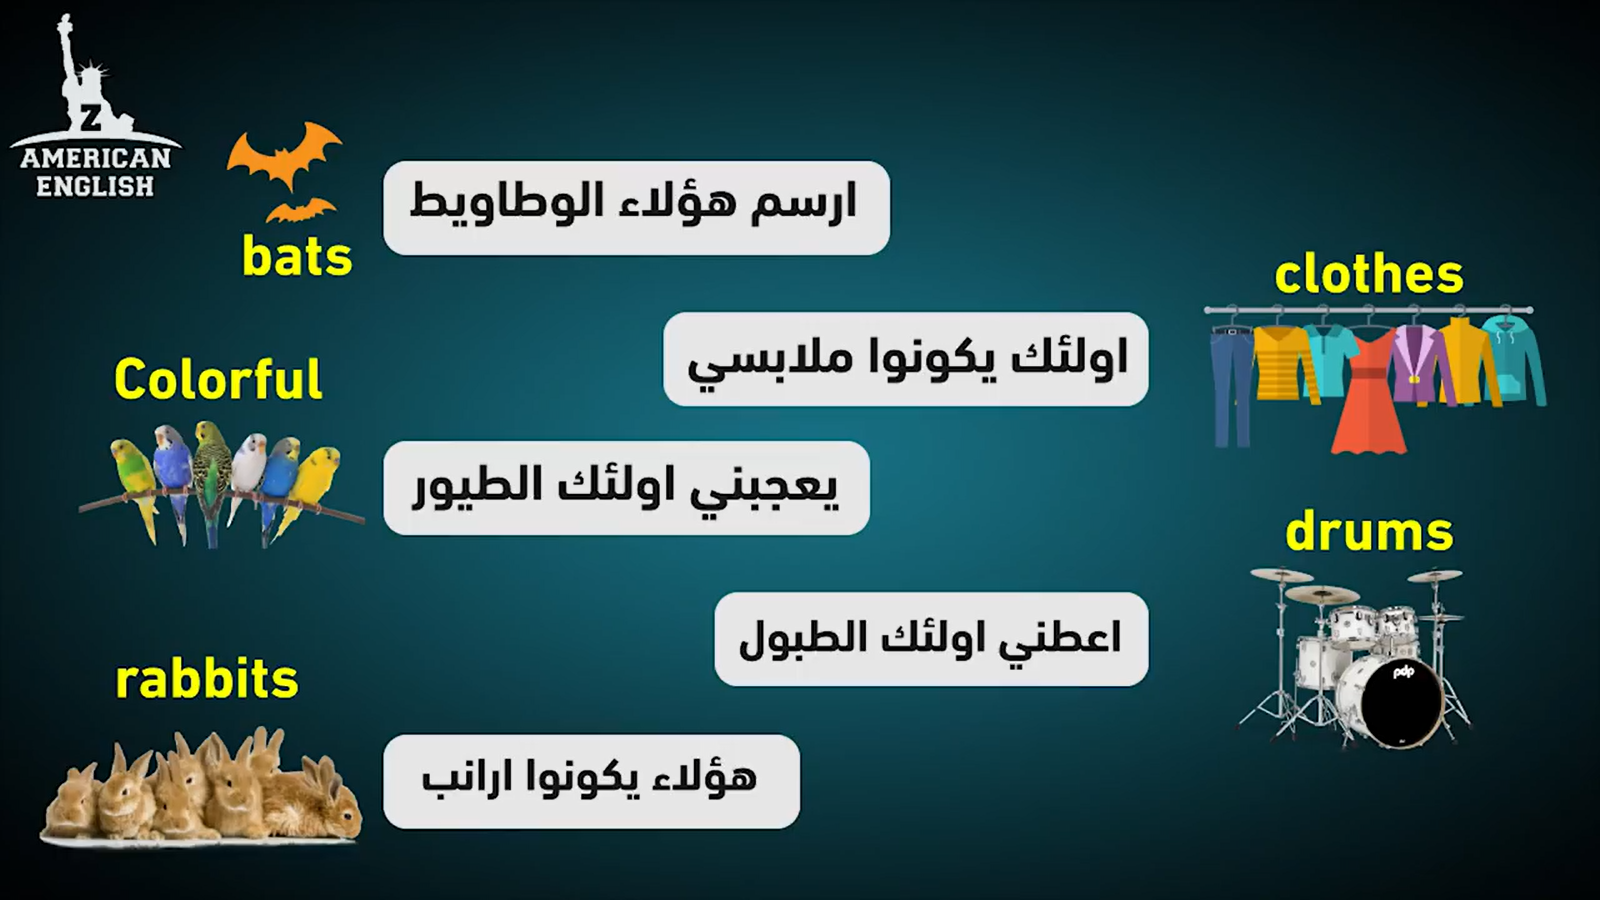 Z
AMERICAN
ENGLISH
bats
ارسم هؤلاء الوطاويط
clothes
اولئك يكونوا ملابسي
Colorful
يعجبني اولئك الطيور
drums
اعطني اولئك الطبول
pdp
rabbits
هؤلاء يكونوا ارانب